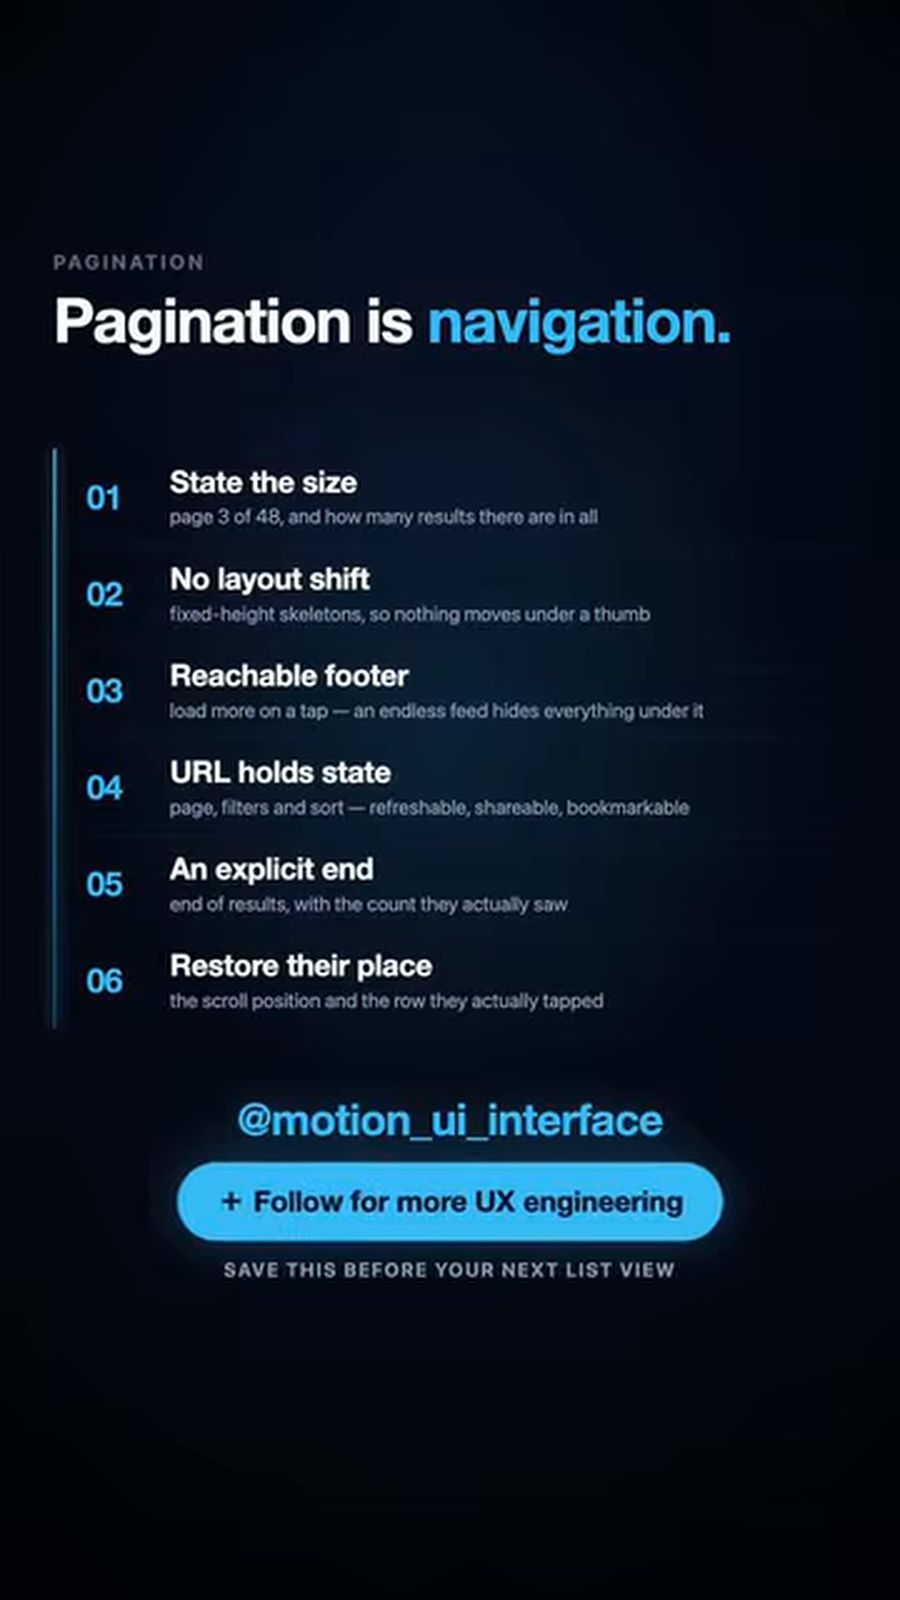 PAGINATION
Pagination is navigation.
01
State the size
page 3 of 48, and how many results there are in all
02
No layout shift
fixed-height skeletons, so nothing moves under a thumb
03
Reachable footer
load more on a tap — an endless feed hides everything under it
04
URL holds state
page, filters and sort — refreshable, shareable, bookmarkable
05
An explicit end
end of results, with the count they actually saw
06
Restore their place
the scroll position and the row they actually tapped
@motion_ui_interface
+ Follow for more UX engineering
SAVE THIS BEFORE YOUR NEXT LIST VIEW